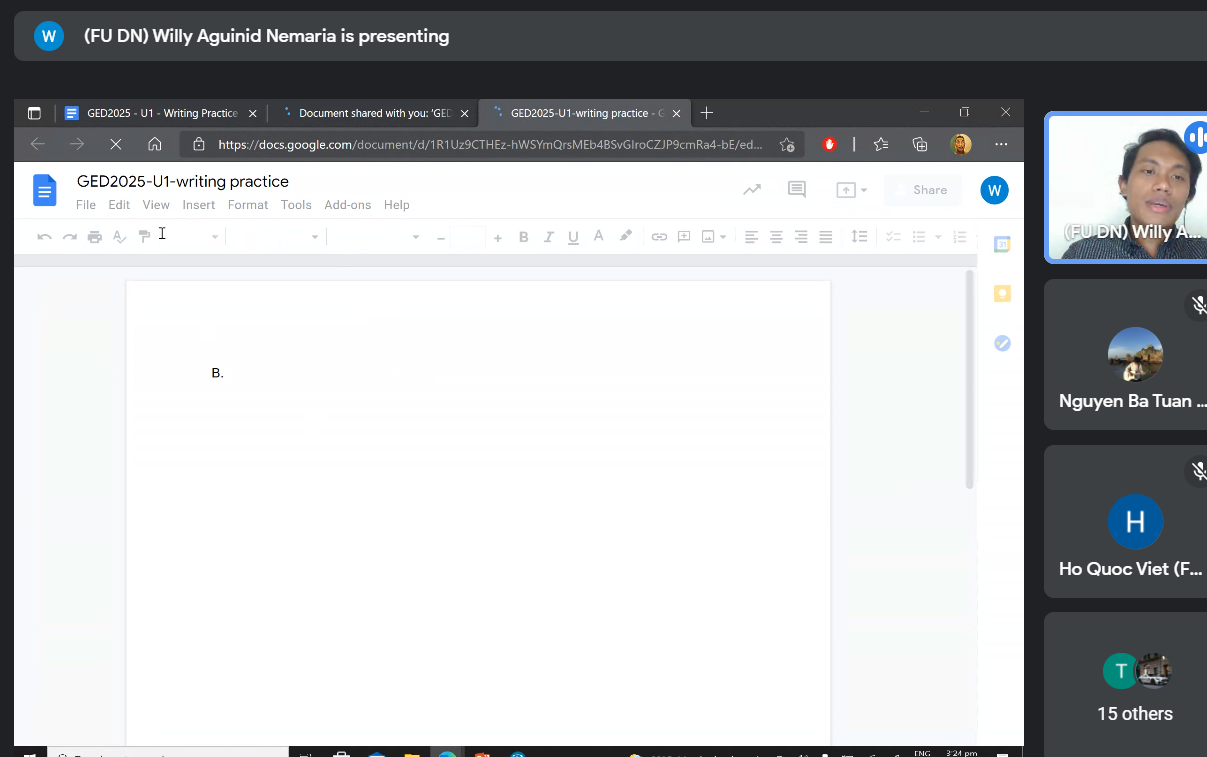 W (FU DN) Willy Aguinid Nemaria is presenting
GED2025 - U1 - Writing Practice
Document shared with you: 'GED
GED2025-U1-writing practice - G
https://docs.google.com/document/d/1R1Uz9CTHEz-hWSYmQrsMEb4BSvGlroCZJP9cmRa4-bE/ed...
GED2025-U1-writing practice
File Edit View Insert Format Tools Add-ons Help
Share
W
B I U A
B.
(FU DN) Willy A...
Nguyen Ba Tuan ...
H
Ho Quoc Viet (F...
T
15 others
ENG 3:24 pm